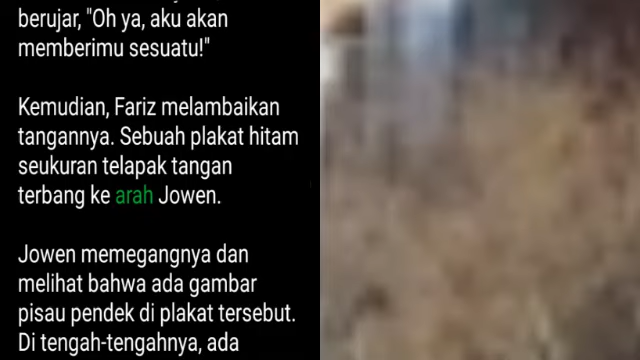 berujar, "Oh ya, aku akan
memberimu sesuatu!"
Kemudian, Fariz melambaikan
tangannya. Sebuah plakat hitam
seukuran telapak tangan
terbang ke arah Jowen.
Jowen memegangnya dan
melihat bahwa ada gambar
pisau pendek di plakat tersebut.
Di tengah-tengahnya, ada